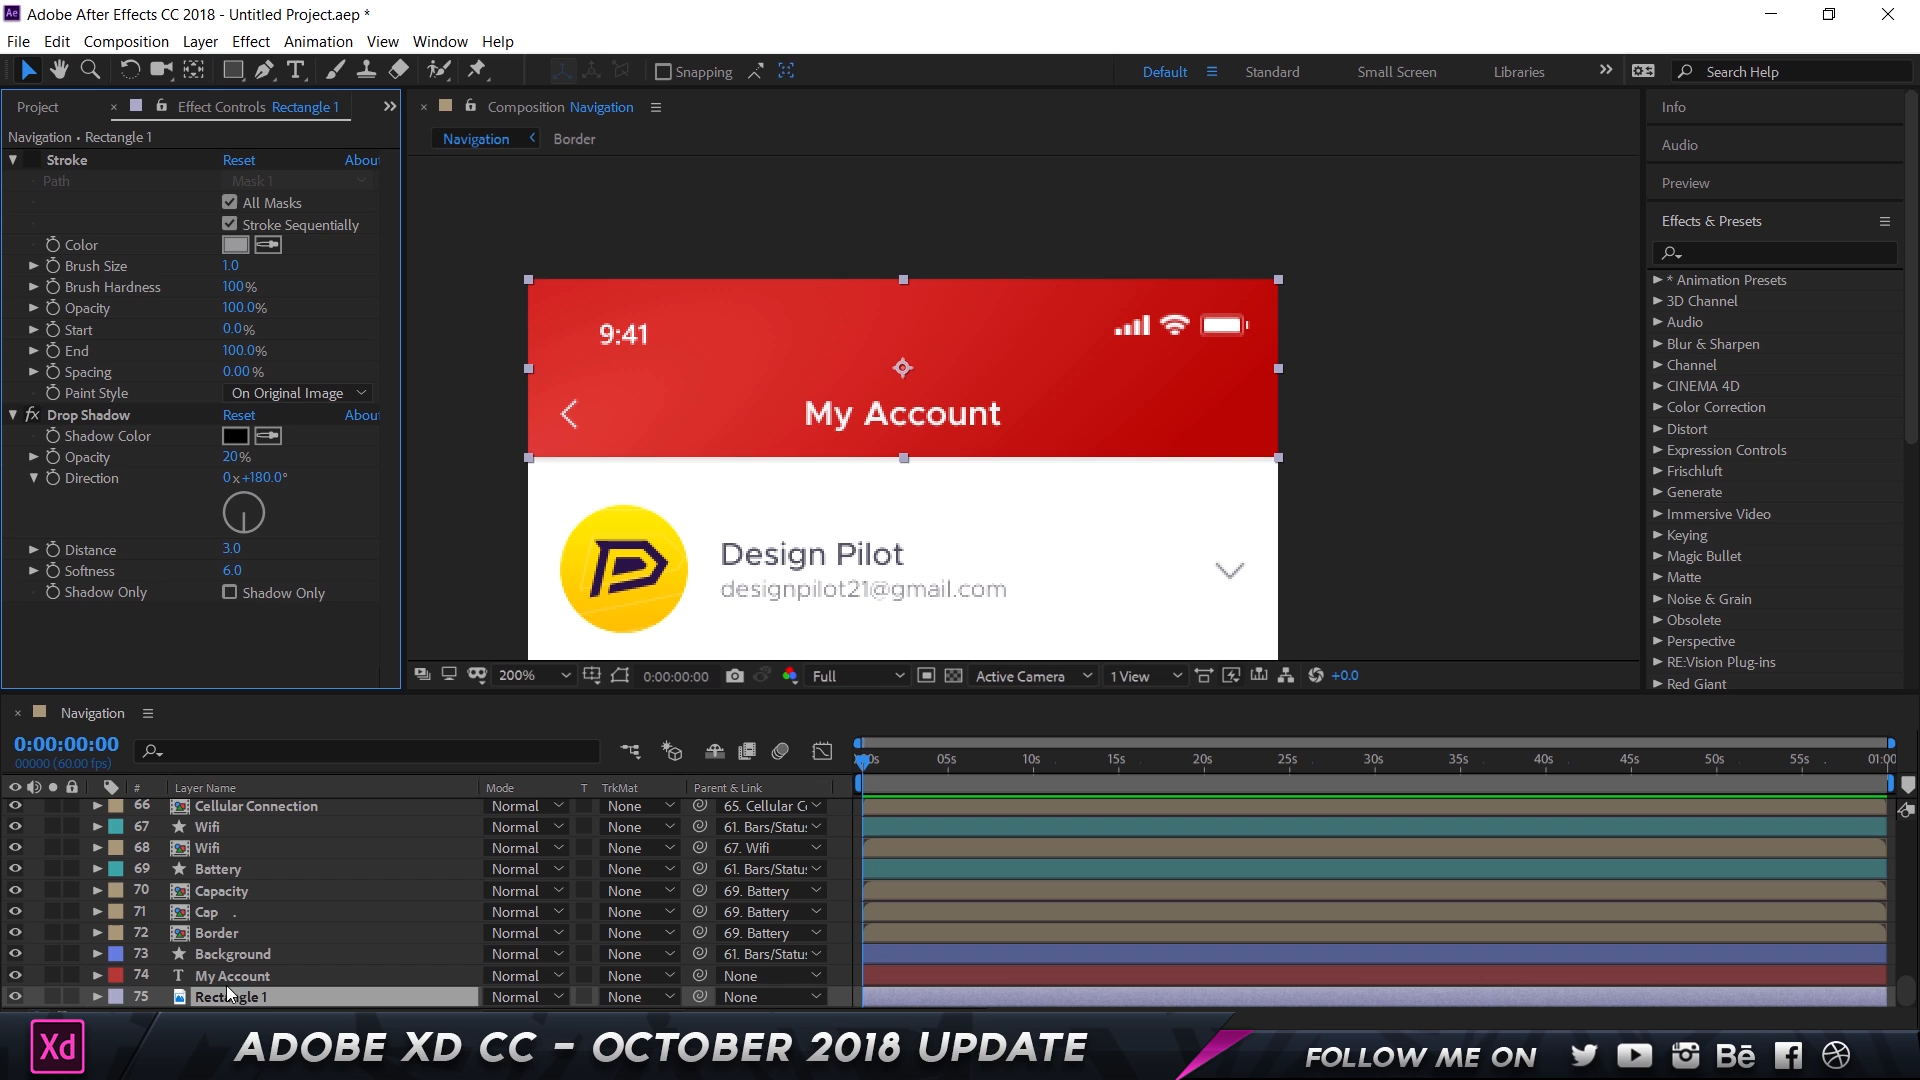 Adobe After Effects CC 2018 - Untitled Project.aep *
File Edit Composition Layer Effect Animation View Window Help
Snapping Default Standard Small Screen Libraries Search Help
Project Effect Controls Rectangle 1
Navigation • Rectangle 1
Stroke Reset About
Path Mask 1
All Masks
Stroke Sequentially
Color
Brush Size 1.0
Brush Hardness 100%
Opacity 100.0%
Start 0.0%
End 100.0%
Spacing 0.00%
Paint Style On Original Image
fx Drop Shadow Reset About
Shadow Color
Opacity 20%
Direction 0x+180.0°
Distance 3.0
Softness 6.0
Shadow Only Shadow Only
Composition Navigation
Navigation Border
9:41
My Account
Design Pilot
designpilot21@gmail.com
200% 0:00:00:00 Full Active Camera 1 View +0.0
Info
Audio
Preview
Effects & Presets
* Animation Presets
3D Channel
Audio
Blur & Sharpen
Channel
CINEMA 4D
Color Correction
Distort
Expression Controls
Frischluft
Generate
Immersive Video
Keying
Magic Bullet
Matte
Noise & Grain
Obsolete
Perspective
RE:Vision Plug-ins
Red Giant
Navigation
0:00:00:00
00000 (60.00 fps)
05s 10s 15s 20s 25s 30s 35s 40s 45s 50s 55s 01:00
# Layer Name Mode T TrkMat Parent & Link
66 Cellular Connection Normal None 65. Cellular C
67 Wifi Normal None 61. Bars/Status
68 Wifi Normal None 67. Wifi
69 Battery Normal None 61. Bars/Status
70 Capacity Normal None 69. Battery
71 Cap Normal None 69. Battery
72 Border Normal None 69. Battery
73 Background Normal None 61. Bars/Status
74 My Account Normal None None
75 Rectangle 1 Normal None None
Xd ADOBE XD CC - OCTOBER 2018 UPDATE FOLLOW ME ON Bē